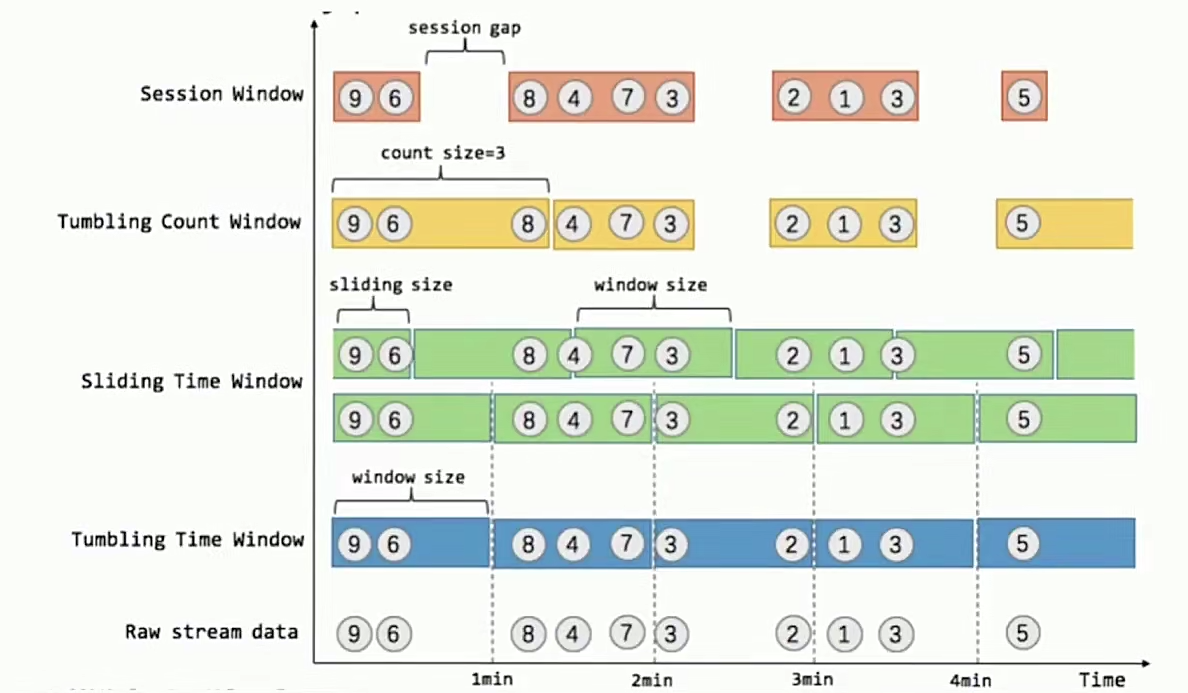 session gap
Session Window 9 6 8 4 7 3 2 1 3 5
count size=3
Tumbling Count Window 9 6 8 4 7 3 2 1 3 5
sliding size window size
9 6 8 4 7 3 2 1 3 5
Sliding Time Window
9 6 8 4 7 3 2 1 3 5
window size
Tumbling Time Window 9 6 8 4 7 3 2 1 3 5
Raw stream data 9 6 8 4 7 3 2 1 3 5
1min 2min 3min 4min Time